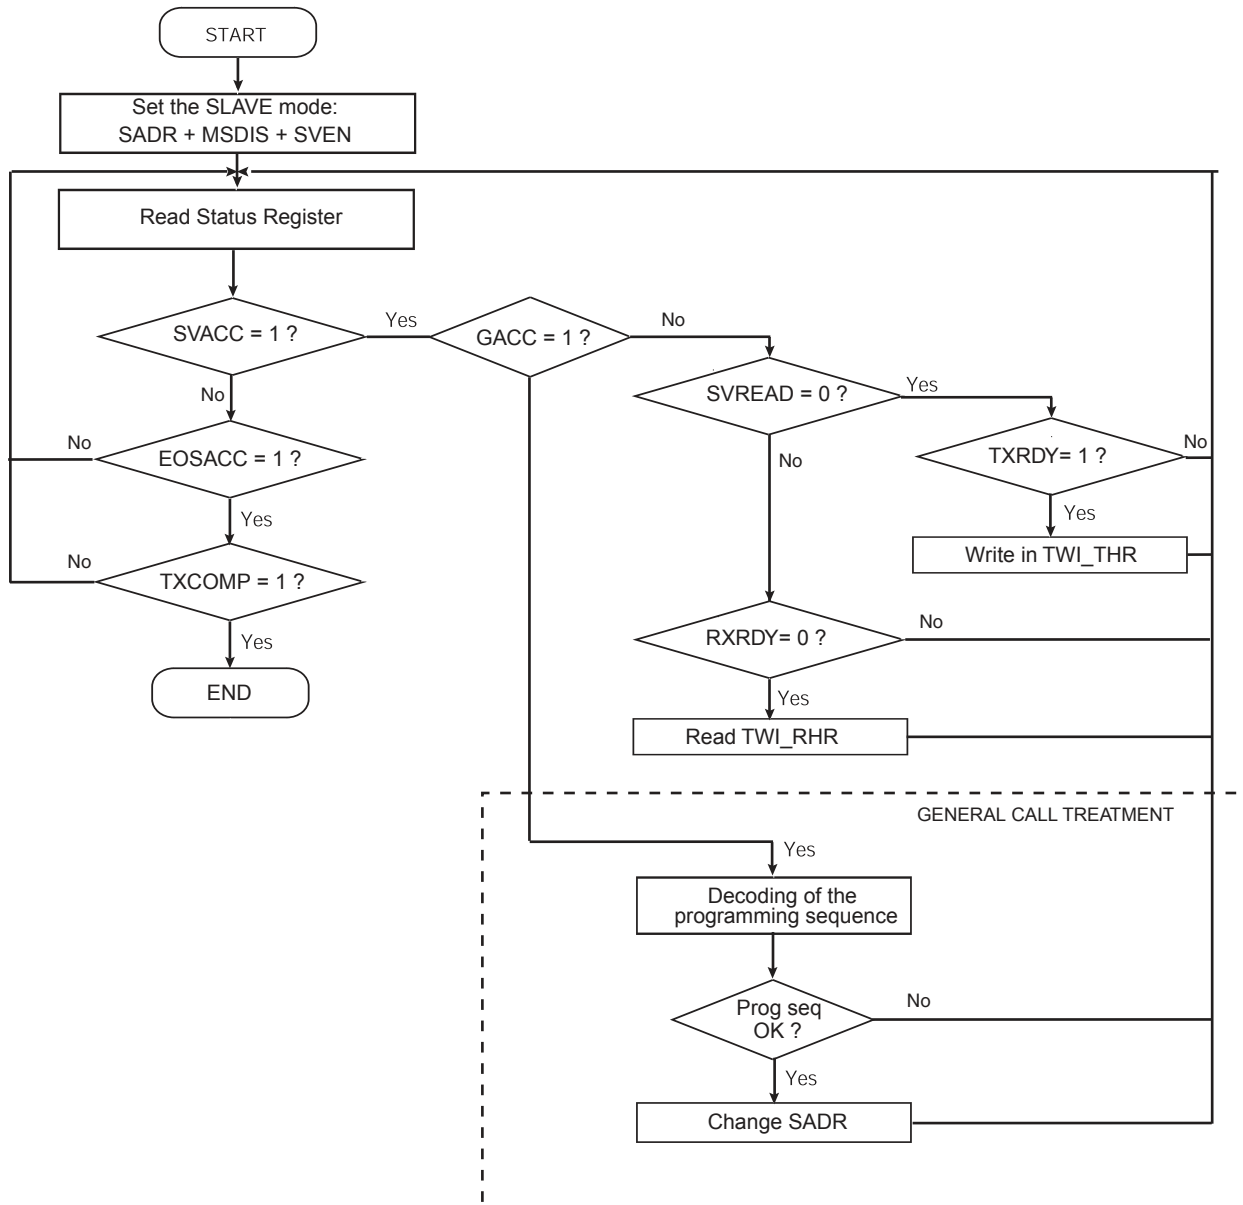 START
Set the SLAVE mode:
SADR + MSDIS + SVEN
Read Status Register
SVACC = 1 ?
Yes
GACC = 1 ?
No
SVREAD = 0 ?
Yes
No
No
EOSACC = 1 ?
No
TXRDY= 1 ?
No
Yes
Yes
Write in TWI_THR
No
TXCOMP = 1 ?
Yes
END
RXRDY= 0 ?
No
Yes
Read TWI_RHR
GENERAL CALL TREATMENT
Yes
Decoding of the
programming sequence
Prog seq
OK ?
No
Yes
Change SADR